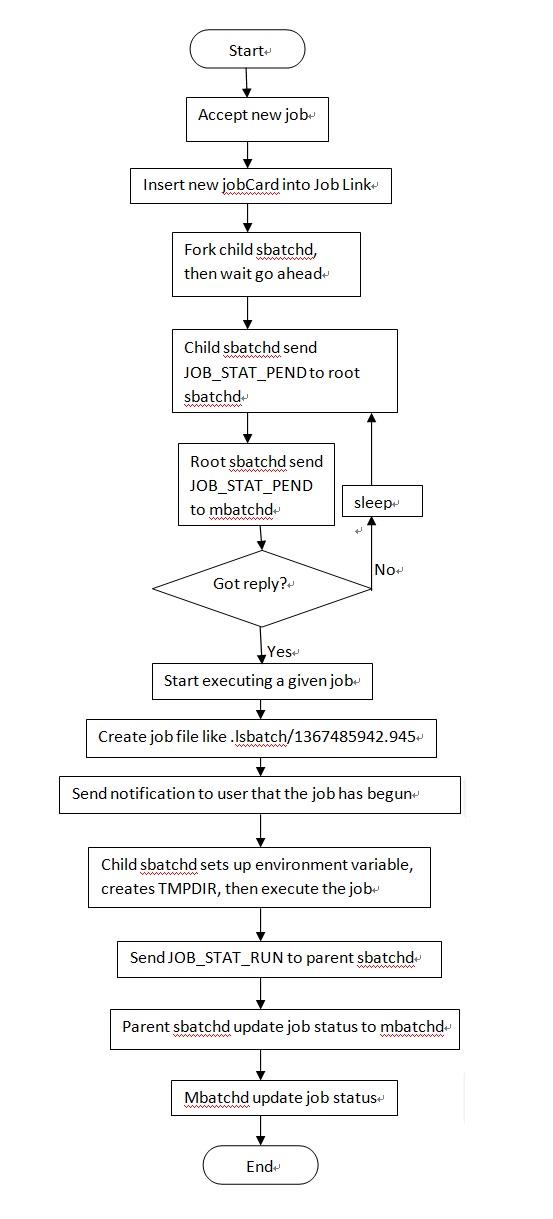 Start
Accept new job
Insert new jobCard into Job Link
Fork child sbatchd,
then wait go ahead
Child sbatchd send
JOB_STAT_PEND to root
sbatchd
Root sbatchd send
JOB_STAT_PEND
to mbatchd
sleep
No
Got reply?
Yes
Start executing a given job
Create job file like .lsbatch/1367485942.945
Send notification to user that the job has begun
Child sbatchd sets up environment variable,
creates TMPDIR, then execute the job
Send JOB_STAT_RUN to parent sbatchd
Parent sbatchd update job status to mbatchd
Mbatchd update job status
End